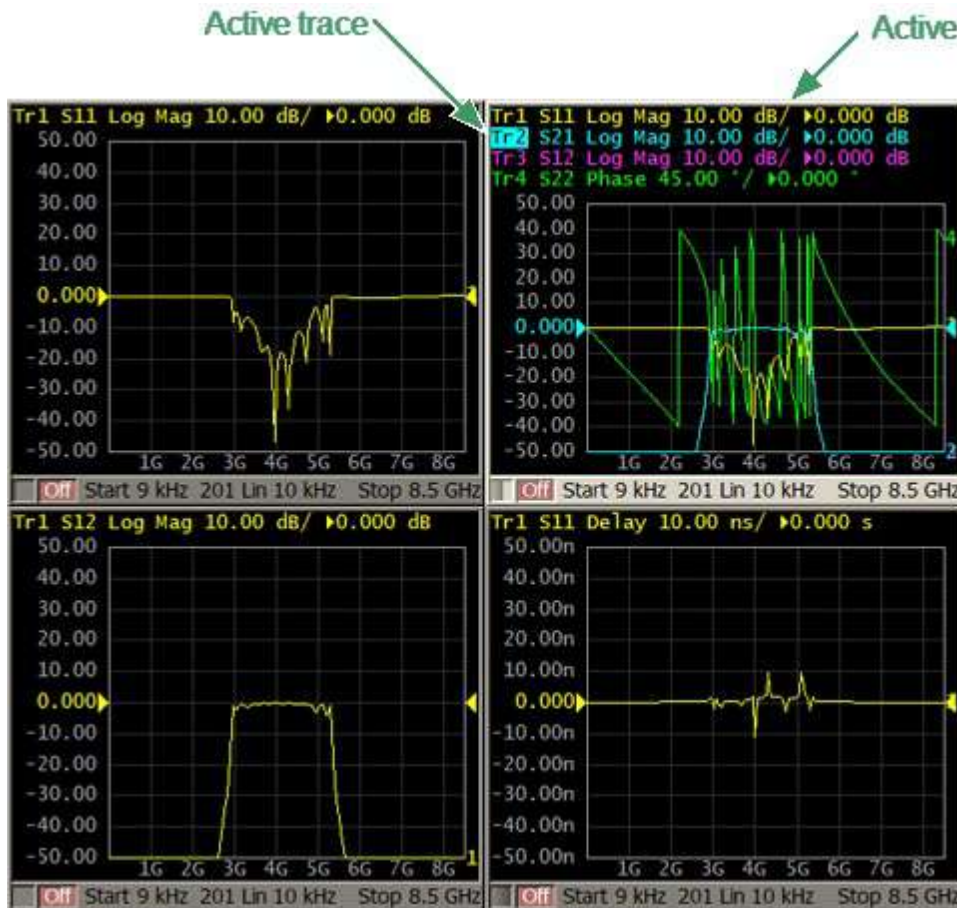 Active trace
Active
Tr1 S11 Log Mag 10.00 dB/ ▶0.000 dB
50.00
40.00
30.00
20.00
10.00
0.000
-10.00
-20.00
-30.00
-40.00
-50.00
1G 2G 3G 4G 5G 6G 7G 8G
Off Start 9 kHz 201 Lin 10 kHz Stop 8.5 GHz
Tr1 S11 Log Mag 10.00 dB/ ▶0.000 dB
Tr2 S21 Log Mag 10.00 dB/ ▶0.000 dB
Tr3 S12 Log Mag 10.00 dB/ ▶0.000 dB
Tr4 S22 Phase 45.00 °/ ▶0.000 °
50.00
40.00
30.00
20.00
10.00
0.000
-10.00
-20.00
-30.00
-40.00
-50.00
4
2
1G 2G 3G 4G 5G 6G 7G 8G
Off Start 9 kHz 201 Lin 10 kHz Stop 8.5 GHz
Tr1 S12 Log Mag 10.00 dB/ ▶0.000 dB
50.00
40.00
30.00
20.00
10.00
0.000
-10.00
-20.00
-30.00
-40.00
-50.00
1
1G 2G 3G 4G 5G 6G 7G 8G
Off Start 9 kHz 201 Lin 10 kHz Stop 8.5 GHz
Tr1 S11 Delay 10.00 ns/ ▶0.000 s
50.00n
40.00n
30.00n
20.00n
10.00n
0.000
-10.00n
-20.00n
-30.00n
-40.00n
-50.00n
1G 2G 3G 4G 5G 6G 7G 8G
Off Start 9 kHz 201 Lin 10 kHz Stop 8.5 GHz